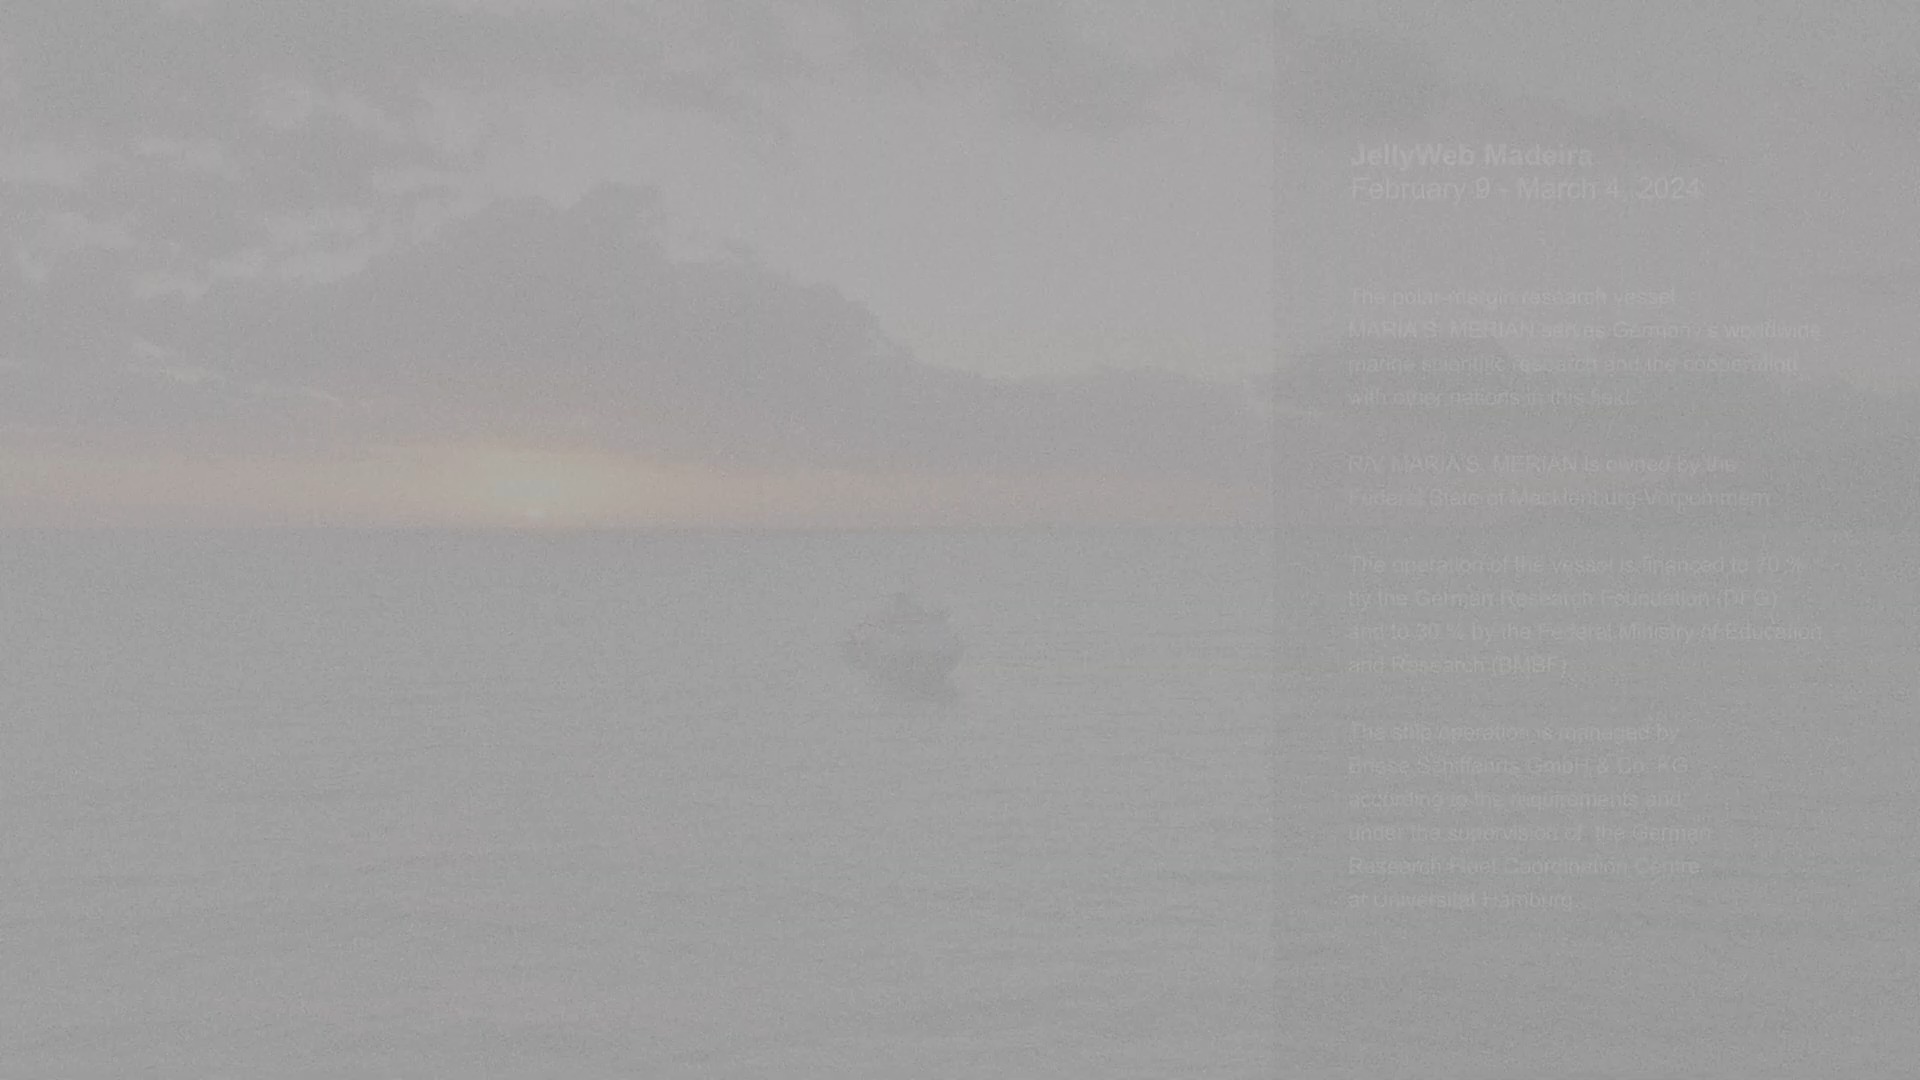 JellyWeb Madeira
February 9 - March 4, 2024
The polar-margin research vessel
MARIA S. MERIAN serves Germany's worldwide
marine scientific research and the cooperation
with other nations in this field.
R/V MARIA S. MERIAN is owned by the
Federal State of Mecklenburg-Vorpommern
The operation of the vessel is financed to 70 %
by the German Research Foundation (DFG)
and to 30 % by the Federal Ministry of Education
and Research (BMBF)
The ship operation is managed by
Briese Schiffahrts GmbH & Co. KG
according to the requirements and
under the supervision of the German
Research Fleet Coordination Centre
at Universität Hamburg.